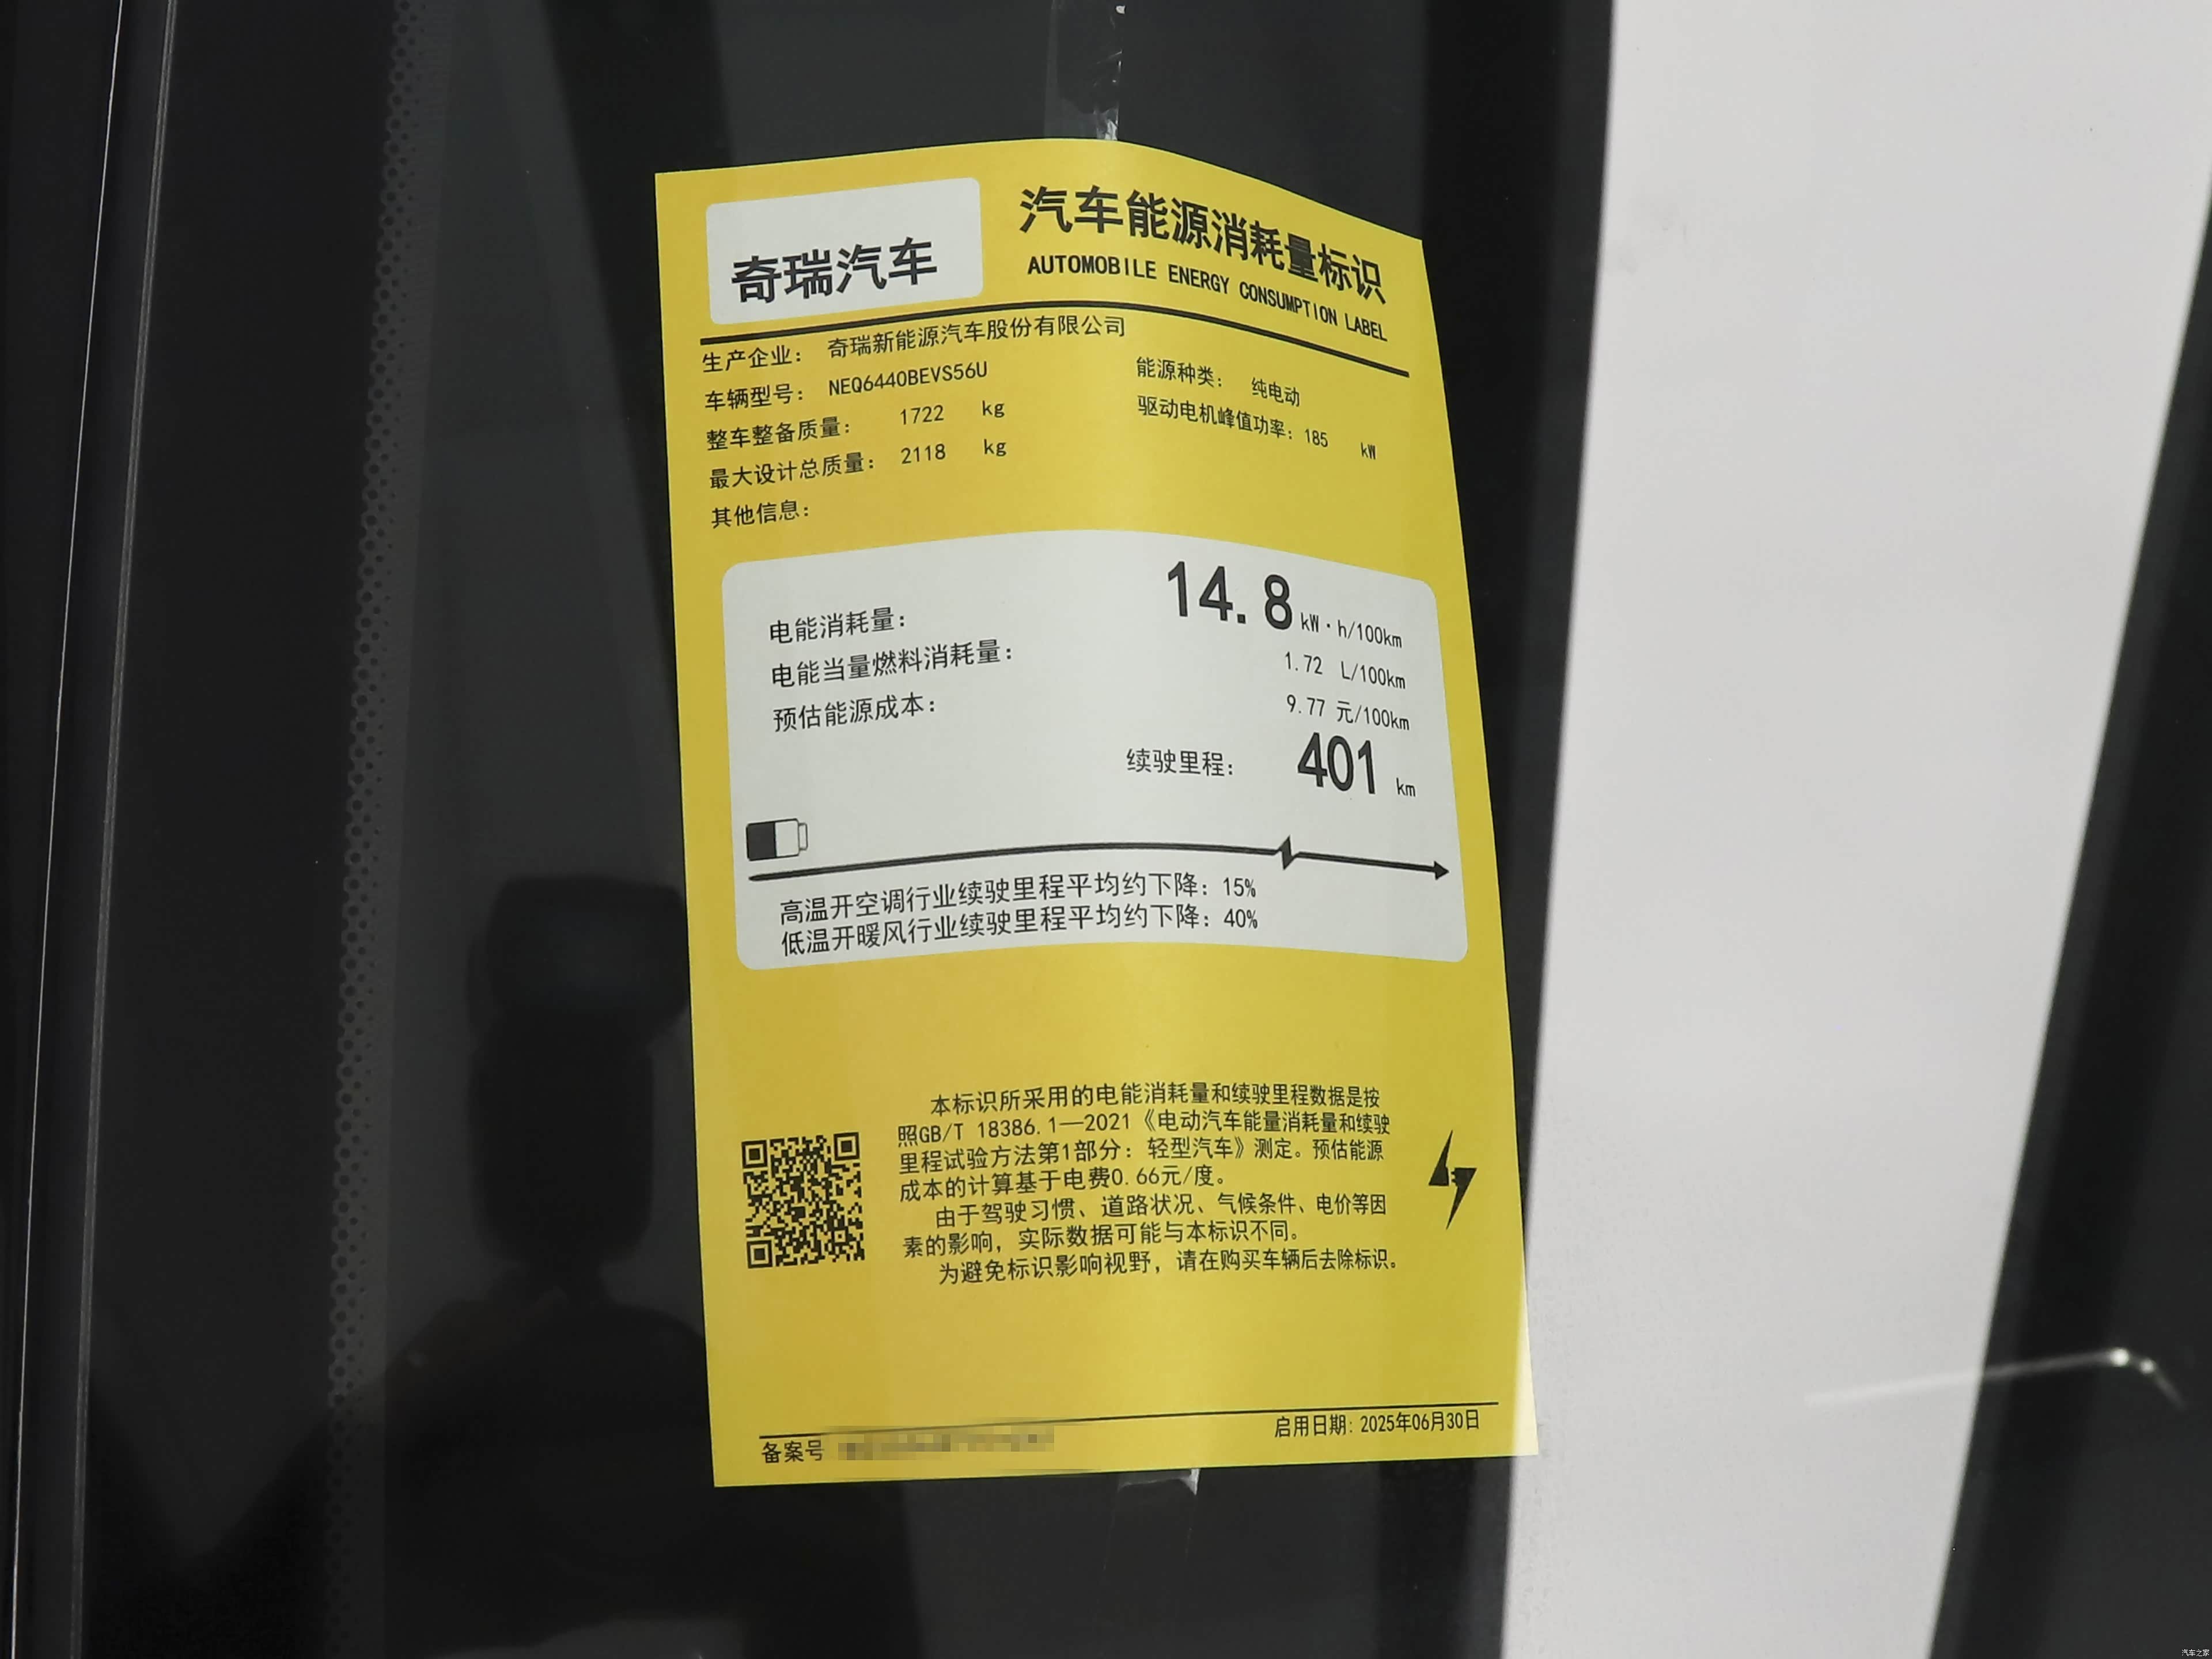 奇瑞汽车
汽车能源消耗量标识
AUTOMOBILE ENERGY CONSUMPTION LABEL
生产企业： 奇瑞新能源汽车股份有限公司
车辆型号： NEQ6440BEVS56U
能源种类： 纯电动
整车整备质量： 1722 kg
驱动电机峰值功率：185 kW
最大设计总质量： 2118 kg
其他信息：
电能消耗量： 14.8 kW·h/100km
电能当量燃料消耗量： 1.72 L/100km
预估能源成本： 9.77 元/100km
续驶里程： 401 km
高温开空调行业续驶里程平均约下降：15%
低温开暖风行业续驶里程平均约下降：40%
本标识所采用的电能消耗量和续驶里程数据是按
照GB/T 18386.1—2021《电动汽车能量消耗量和续驶
里程试验方法第1部分：轻型汽车》测定。预估能源
成本的计算基于电费0.66元/度。
由于驾驶习惯、道路状况、气候条件、电价等因
素的影响，实际数据可能与本标识不同。
为避免标识影响视野，请在购买车辆后去除标识。
备案号
启用日期：2025年06月30日
汽车之家